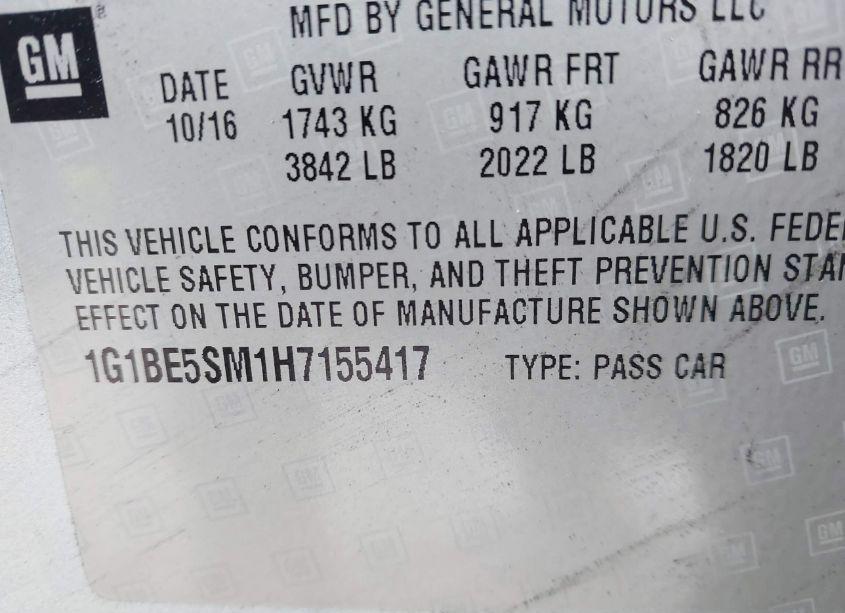 MFD BY GENERAL MOTORS LLC
GM
DATE GVWR GAWR FRT GAWR RR
10/16 1743 KG 917 KG 826 KG
3842 LB 2022 LB 1820 LB
THIS VEHICLE CONFORMS TO ALL APPLICABLE U.S. FEDE
VEHICLE SAFETY, BUMPER, AND THEFT PREVENTION STAN
EFFECT ON THE DATE OF MANUFACTURE SHOWN ABOVE.
1G1BE5SM1H7155417 TYPE: PASS CAR